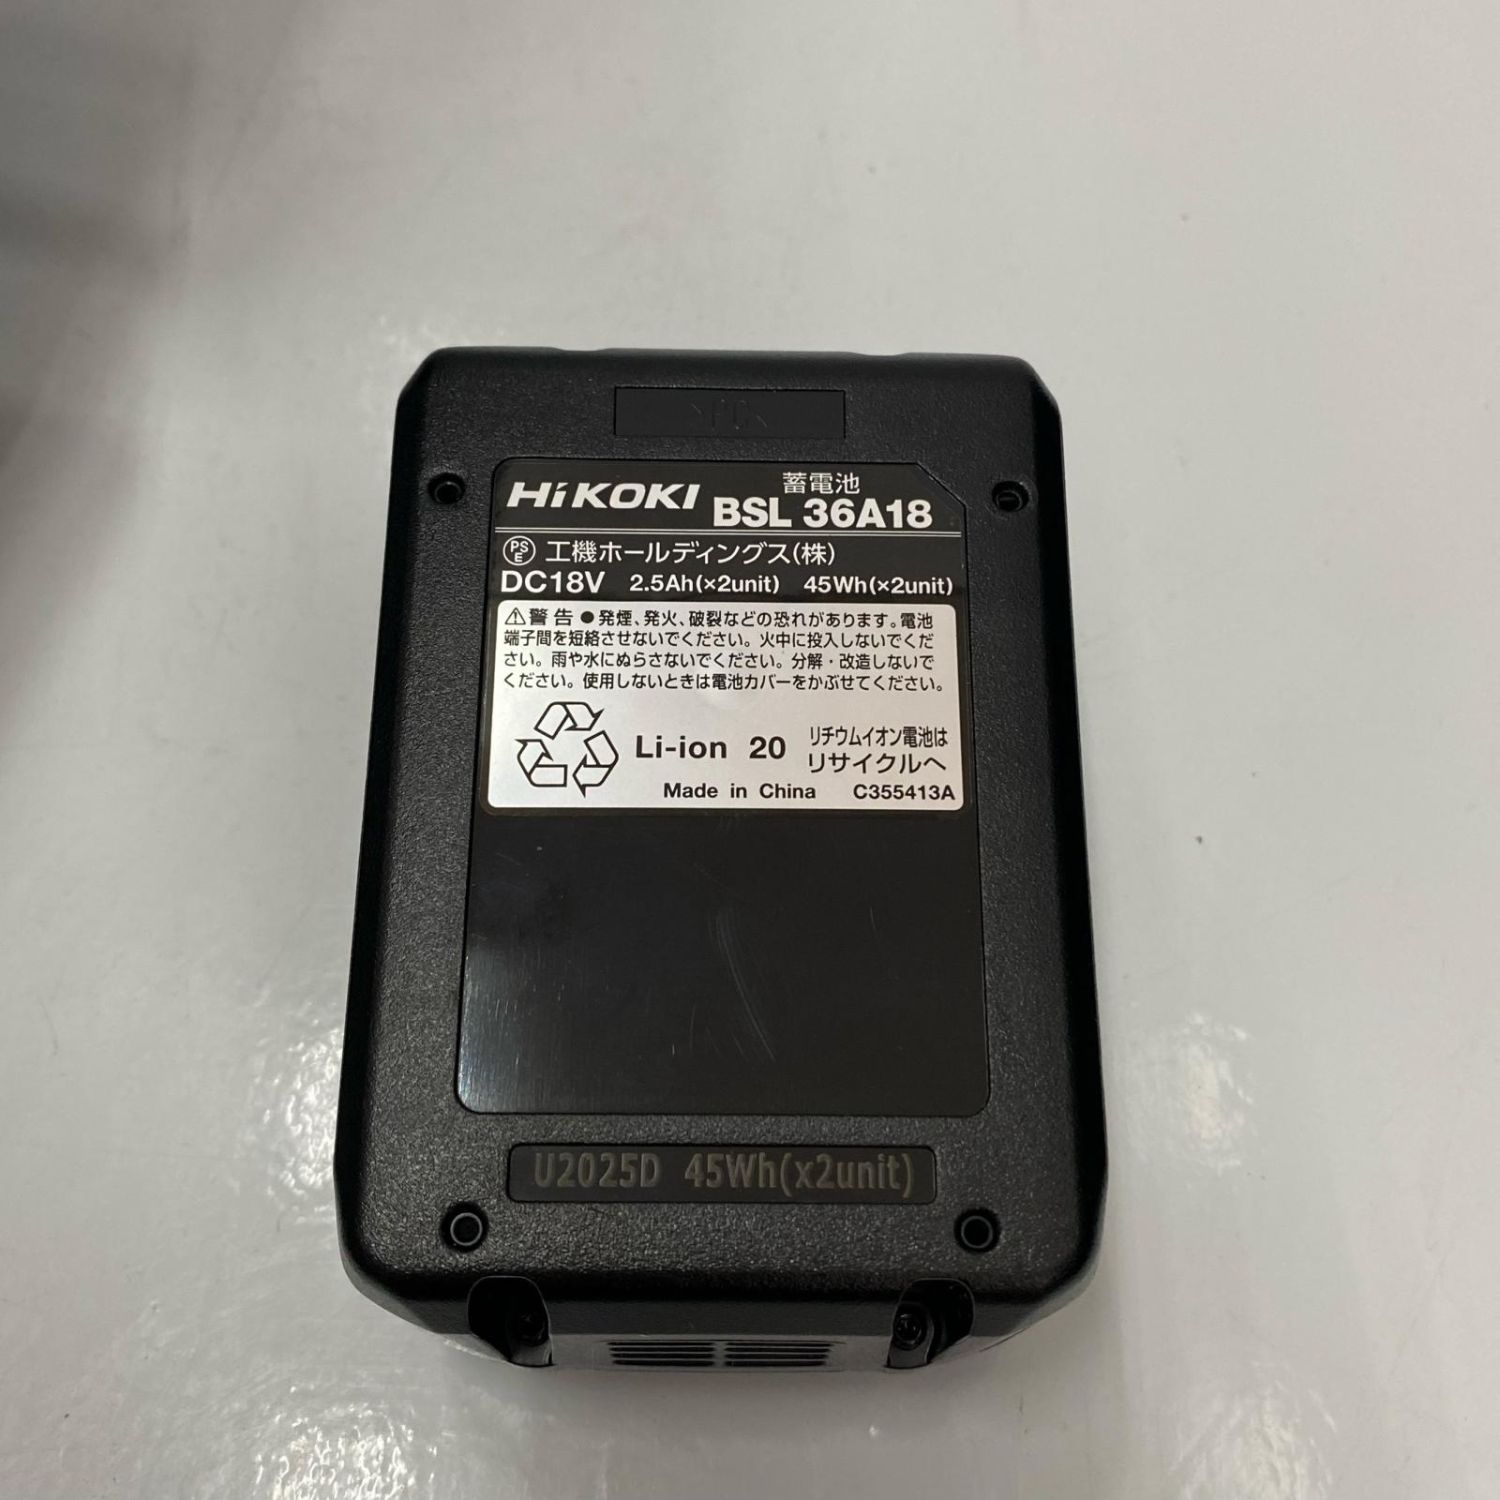 >PC<
HiKOKI 蓄電池
BSL 36A18
PSE 工機ホールディングス(株)
DC18V 2.5Ah(×2unit) 45Wh(×2unit)
⚠警告 ●発煙、発火、破裂などの恐れがあります。電池
端子間を短絡させないでください。火中に投入しないでくだ
さい。雨や水にぬらさないでください。分解・改造しないで
ください。使用しないときは電池カバーをかぶせてください。
Li-ion 20 リチウムイオン電池は
リサイクルへ
Made in China C355413A
U2025D 45Wh(x2unit)